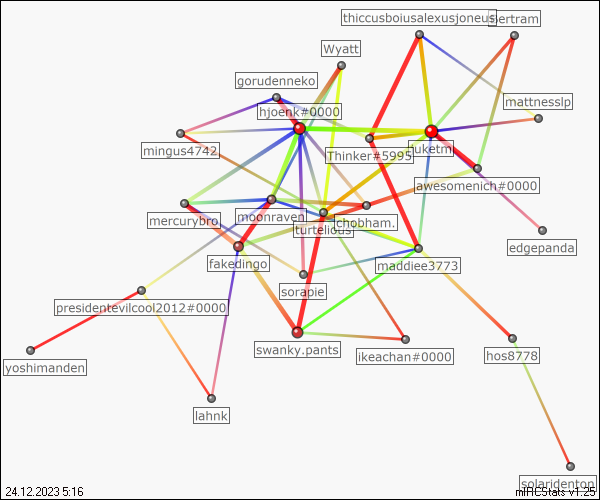 thiccusboiusalexusjoneus
bertram
Wyatt
gorudenneko
mattnesslp
hjoenk#0000
mingus4742
Thinker#5995
juketm
awesomenich#0000
mercurybro
moonraven
chobham.
turtelious
edgepanda
fakedingo
maddiee3773
sorapie
presidentevilcool2012#0000
swanky.pants
ikeachan#0000
hos8778
yoshimanden
lahnk
solaridenton
24.12.2023 5:16
mIRCStats v1.25